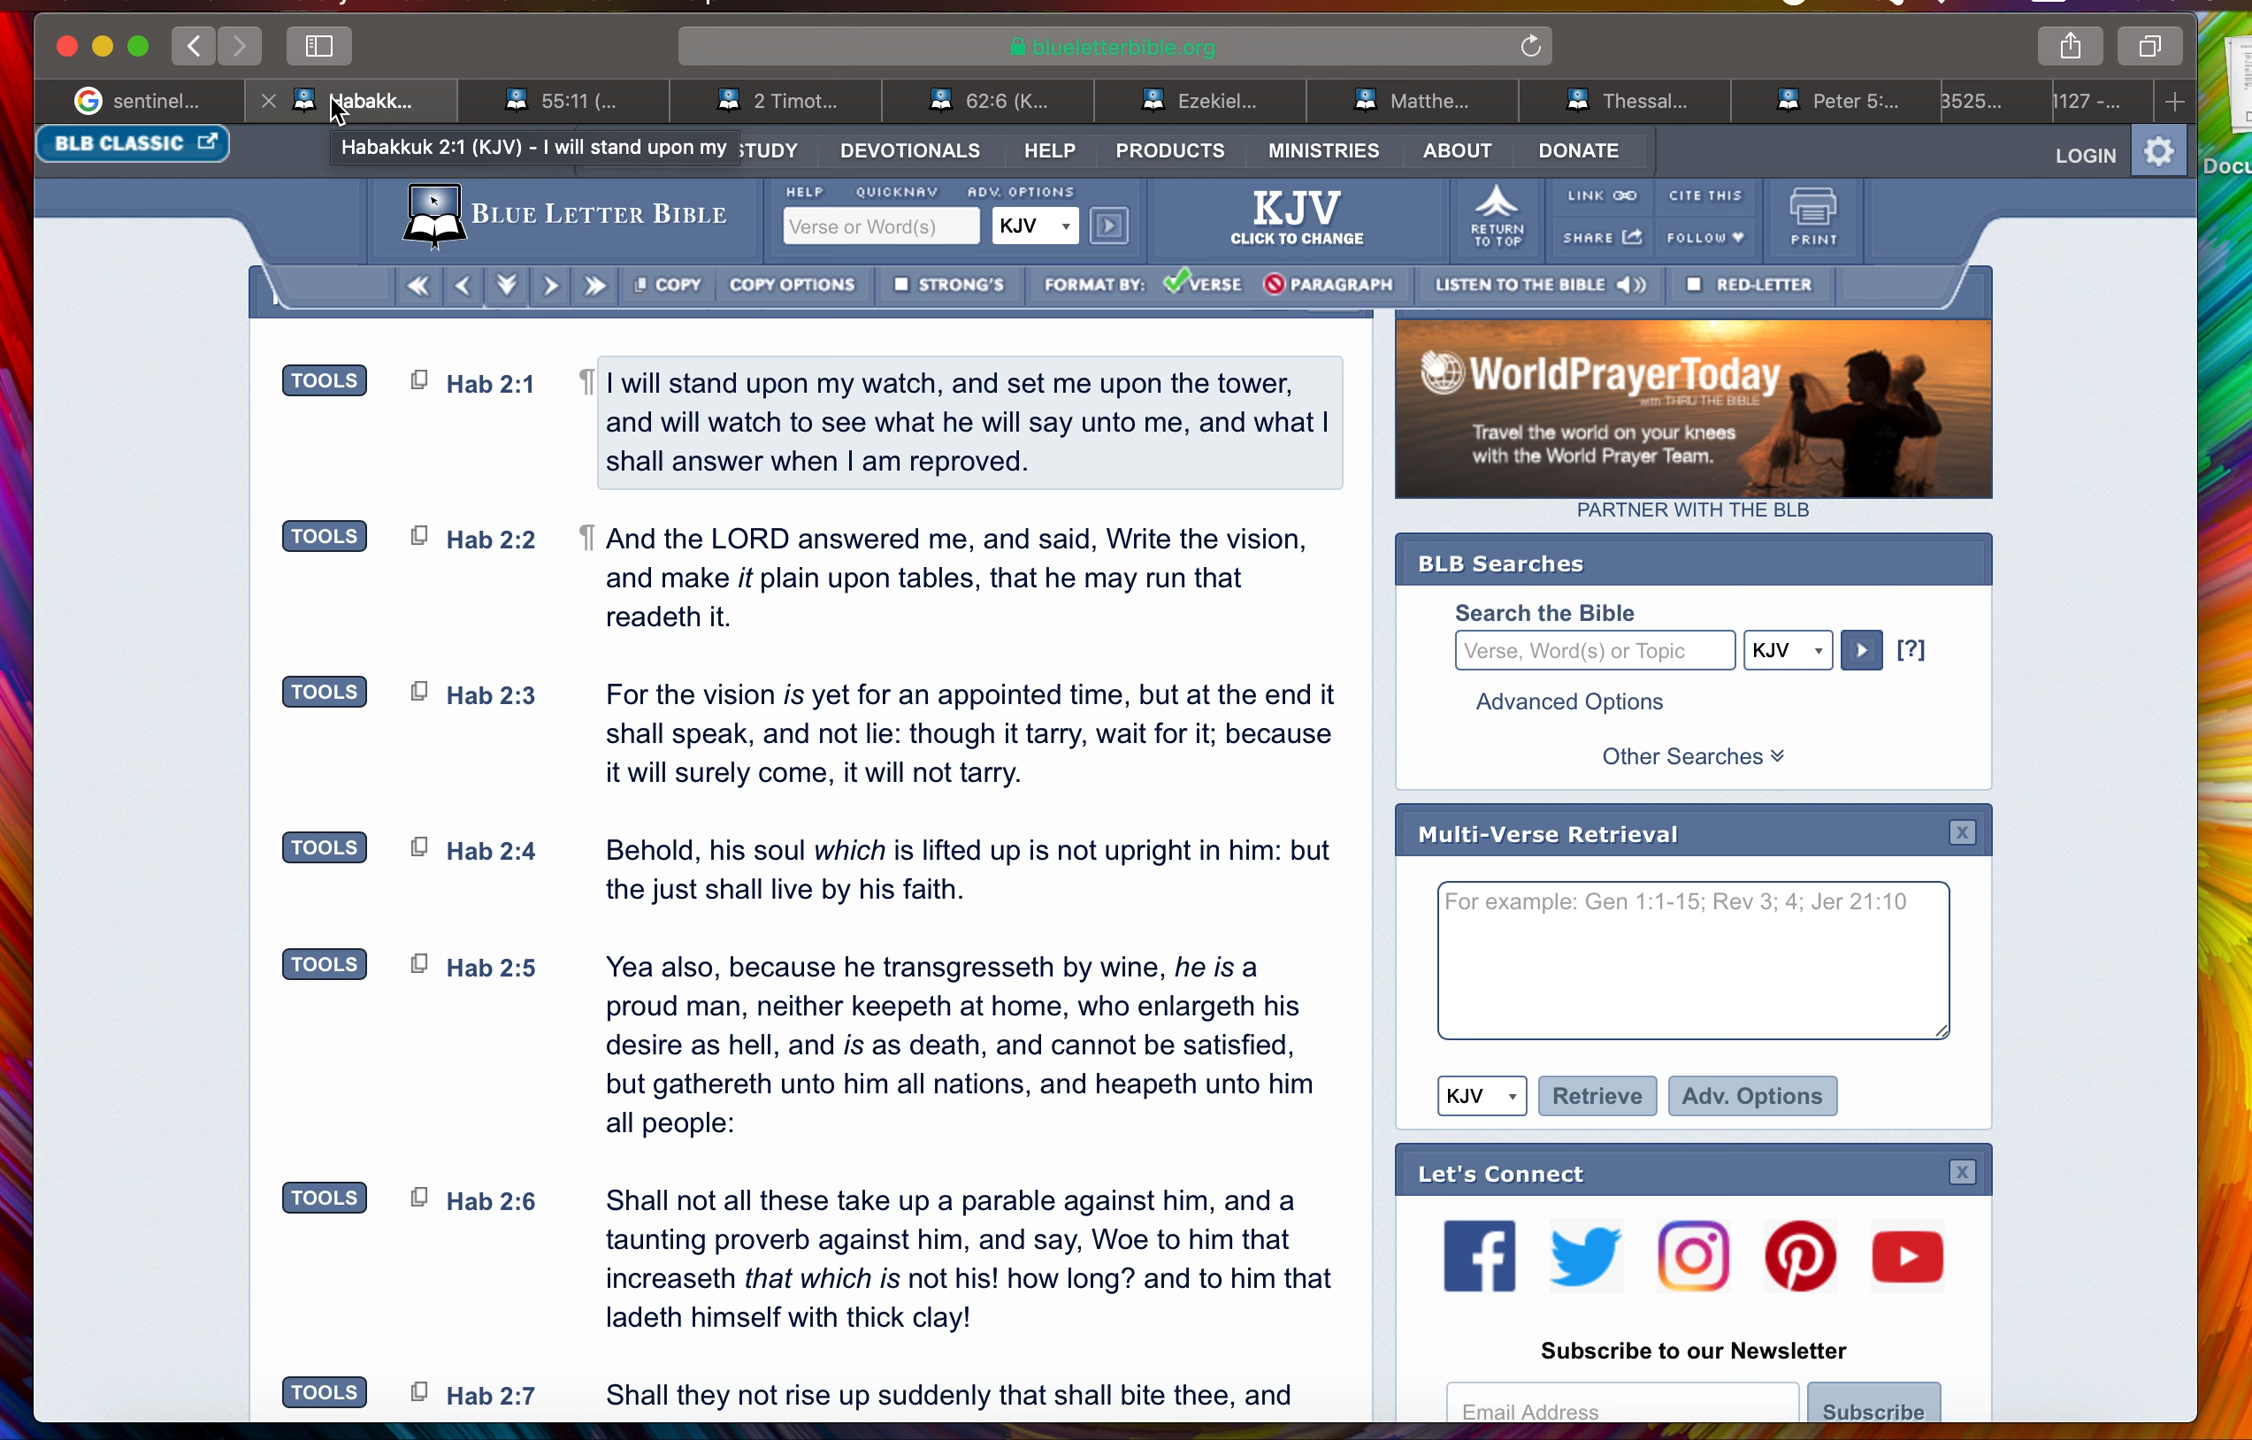 blueletterbible.org
sentinel...
Habakk...
55:11 (...
2 Timot...
62:6 (K...
Ezekiel...
Matthe...
Thessal...
Peter 5:...
3525...
1127 -...
BLB CLASSIC
Habakkuk 2:1 (KJV) - I will stand upon my
STUDY
DEVOTIONALS
HELP
PRODUCTS
MINISTRIES
ABOUT
DONATE
LOGIN
Docu
BLUE LETTER BIBLE
HELP QUICKNAV ADV. OPTIONS
Verse or Word(s)
KJV
KJV
CLICK TO CHANGE
RETURN
TO TOP
LINK
CITE THIS
SHARE
FOLLOW
PRINT
COPY
COPY OPTIONS
STRONG'S
FORMAT BY: VERSE PARAGRAPH
LISTEN TO THE BIBLE
RED-LETTER
TOOLS Hab 2:1 ¶ I will stand upon my watch, and set me upon the tower,
and will watch to see what he will say unto me, and what I
shall answer when I am reproved.
TOOLS Hab 2:2 ¶ And the LORD answered me, and said, Write the vision,
and make it plain upon tables, that he may run that
readeth it.
TOOLS Hab 2:3 For the vision is yet for an appointed time, but at the end it
shall speak, and not lie: though it tarry, wait for it; because
it will surely come, it will not tarry.
TOOLS Hab 2:4 Behold, his soul which is lifted up is not upright in him: but
the just shall live by his faith.
TOOLS Hab 2:5 Yea also, because he transgresseth by wine, he is a
proud man, neither keepeth at home, who enlargeth his
desire as hell, and is as death, and cannot be satisfied,
but gathereth unto him all nations, and heapeth unto him
all people:
TOOLS Hab 2:6 Shall not all these take up a parable against him, and a
taunting proverb against him, and say, Woe to him that
increaseth that which is not his! how long? and to him that
ladeth himself with thick clay!
TOOLS Hab 2:7 Shall they not rise up suddenly that shall bite thee, and
WorldPrayerToday
with THRU THE BIBLE
Travel the world on your knees
with the World Prayer Team.
PARTNER WITH THE BLB
BLB Searches
Search the Bible
Verse, Word(s) or Topic
KJV
[?]
Advanced Options
Other Searches
Multi-Verse Retrieval
X
For example: Gen 1:1-15; Rev 3; 4; Jer 21:10
KJV
Retrieve
Adv. Options
Let's Connect
X
Subscribe to our Newsletter
Email Address
Subscribe